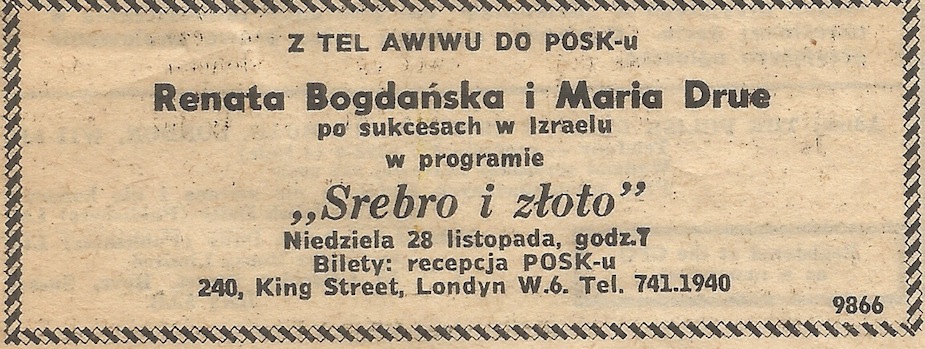 Z TEL AWIWU DO POSK-u
Renata Bogdańska i Maria Drue
po sukcesach w Izraelu
w programie
„Srebro i złoto”
Niedziela 28 listopada, godz.7
Bilety: recepcja POSK-u
240, King Street, Londyn W.6. Tel. 741.1940
9866